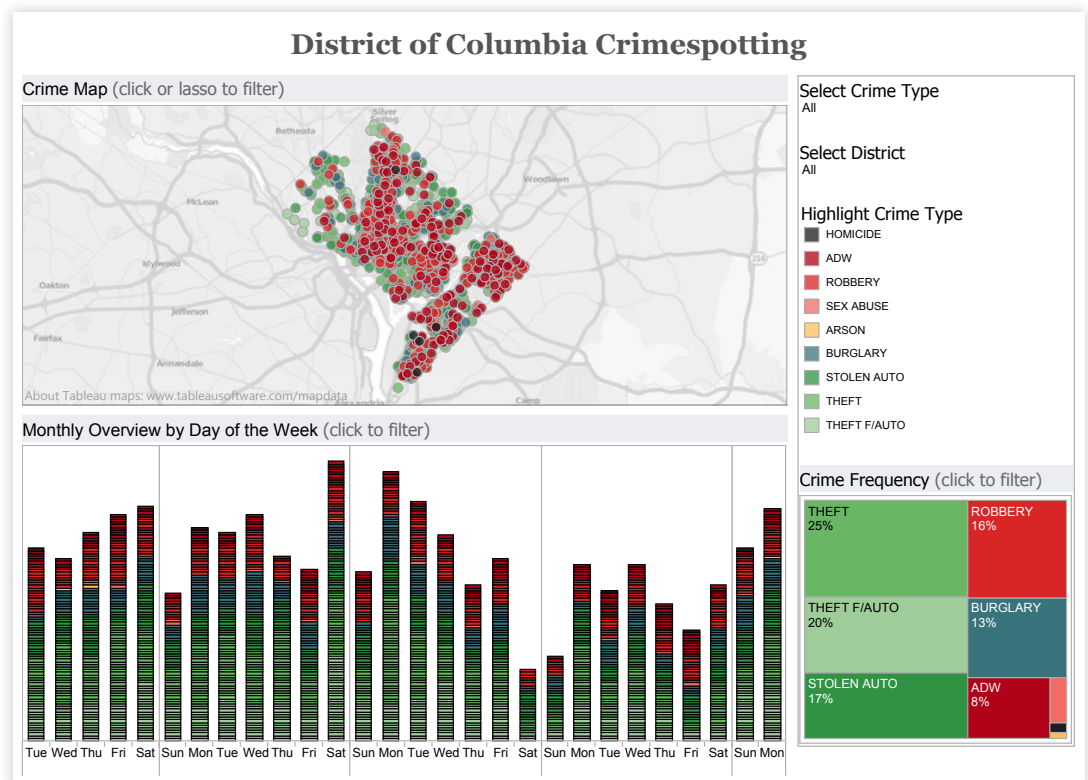 District of Columbia Crimespotting
Crime Map (click or lasso to filter)
Silver
Spring
Bethesda
Woodlawn
McLean
Idylwood
214
Oakton
Jefferson
Fairfax
Annandale
About Tableau maps: www.tableausoftware.com/mapdata
Alexandria
Camp
Select Crime Type
All
Select District
All
Highlight Crime Type
HOMICIDE
ADW
ROBBERY
SEX ABUSE
ARSON
BURGLARY
STOLEN AUTO
THEFT
THEFT F/AUTO
Monthly Overview by Day of the Week (click to filter)
Tue Wed Thu Fri Sat Sun Mon Tue Wed Thu Fri Sat Sun Mon Tue Wed Thu Fri Sat Sun Mon Tue Wed Thu Fri Sat Sun Mon
Crime Frequency (click to filter)
THEFT
25%
ROBBERY
16%
THEFT F/AUTO
20%
BURGLARY
13%
STOLEN AUTO
17%
ADW
8%